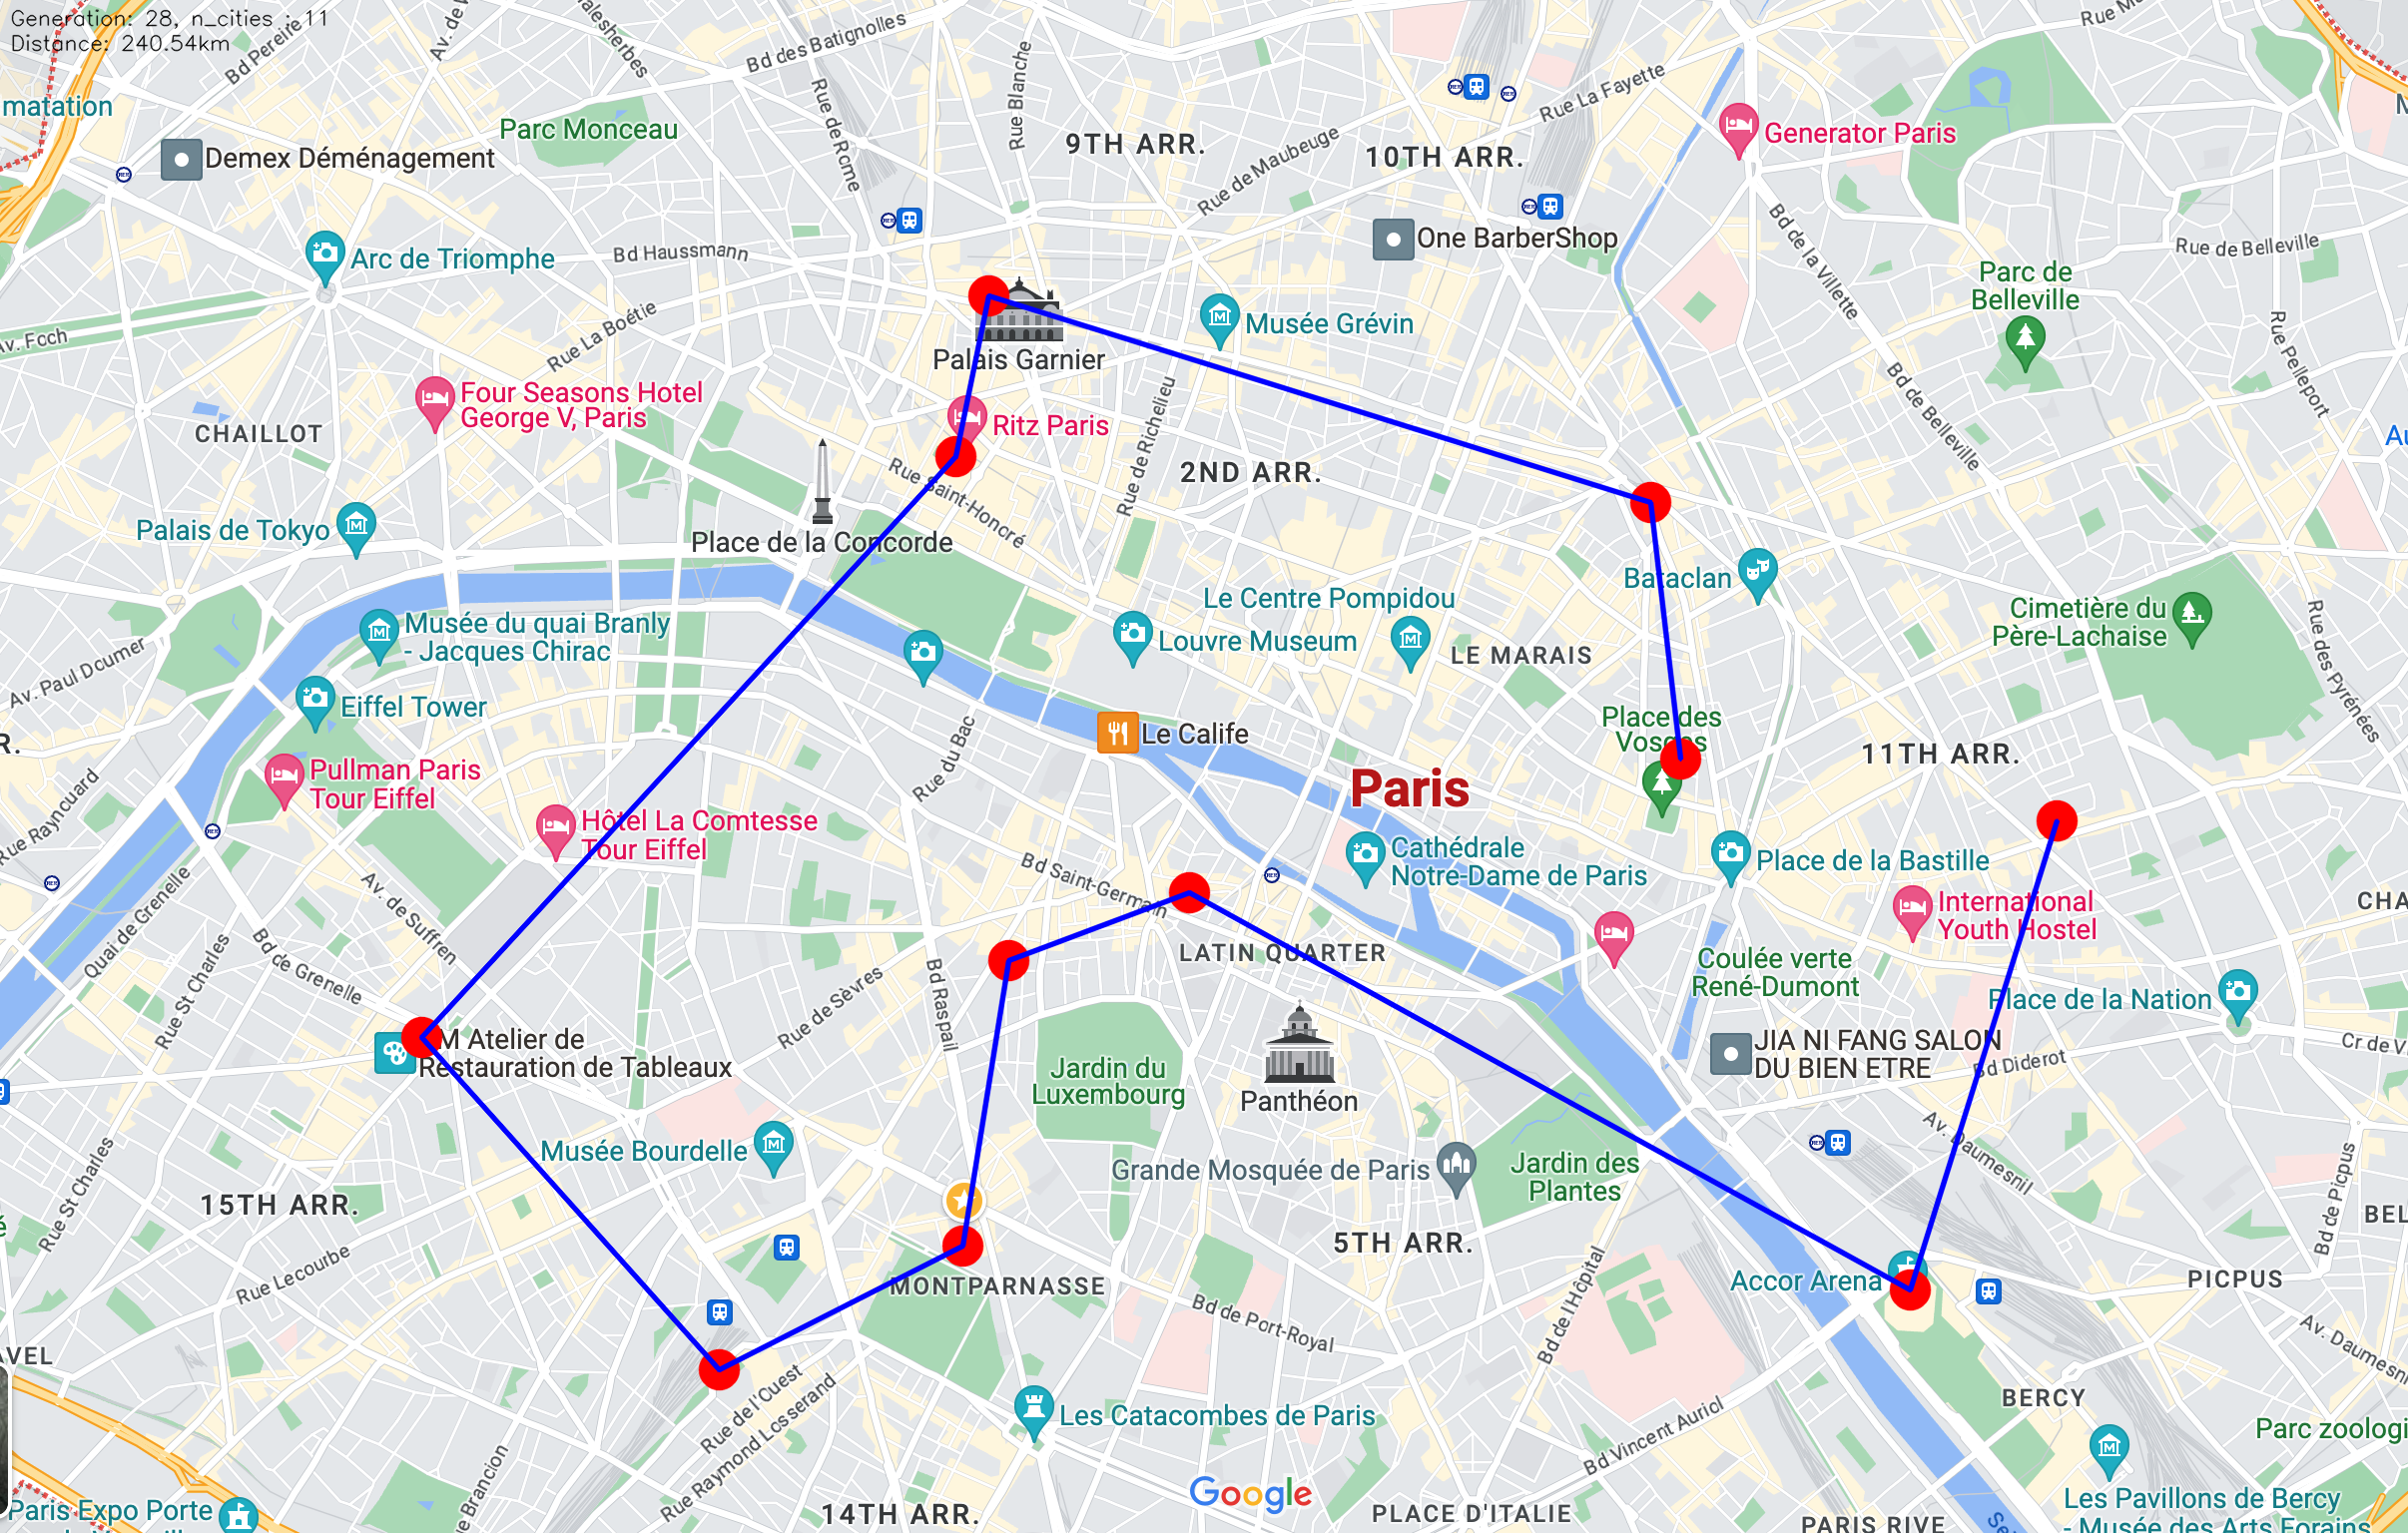 Generation: 28, n_cities : 11
Distance: 240.54km
Bd Pereire
Av. de
alesherbes
Bd des Batignolles
Rue Blanche
Rue de Rome
matation
Demex Déménagement
Parc Monceau
9TH ARR.
10TH ARR.
Rue La Fayette
Rue de Maubeuge
Generator Paris
Arc de Triomphe
Bd Haussmann
One BarberShop
Bd de la Villette
Rue de Belleville
Parc de
Belleville
Av. Foch
Rue La Boétie
Palais Garnier
Musée Grévin
Rue Pelleport
Four Seasons Hotel
George V, Paris
CHAILLOT
Ritz Paris
Rue de Richelieu
2ND ARR.
Bd de Belleville
Rue Saint-Honoré
Palais de Tokyo
Place de la Concorde
Bataclan
Le Centre Pompidou
Louvre Museum
LE MARAIS
Cimetière du
Père-Lachaise
Rue des Pyrénées
Musée du quai Branly
- Jacques Chirac
Av. Paul Doumer
Eiffel Tower
Rue du Bac
Le Calife
Place des
Vosges
11TH ARR.
R.
Pullman Paris
Tour Eiffel
Rue Raynouard
Hôtel La Comtesse
Tour Eiffel
Paris
Cathédrale
Notre-Dame de Paris
Place de la Bastille
Bd Saint-Germain
International
Youth Hostel
CHA
Quai de Grenelle
Av. de Suffren
Bd de Grenelle
Rue St Charles
LATIN QUARTER
Coulée verte
René-Dumont
Place de la Nation
Rue de Sèvres
Bd Raspail
M Atelier de
Restauration de Tableaux
JIA NI FANG SALON
DU BIEN ETRE
Bd Diderot
Cr de V
Jardin du
Luxembourg
Panthéon
Av. Daumesnil
Musée Bourdelle
Grande Mosquée de Paris
Jardin des
Plantes
Rue St Charles
15TH ARR.
5TH ARR.
Bd de Picpus
BEL
Rue Lecourbe
MONTPARNASSE
Accor Arena
PICPUS
Bd de l'Hôpital
Bd de Port-Royal
Av. Daumesni
AVEL
Rue de l'Ouest
Rue Raymond Losserand
Les Catacombes de Paris
Bd Vincent Auriol
BERCY
Parc zoologi
e Brancion
Google
Paris Expo Porte
14TH ARR.
PLACE D'ITALIE
PARIS RIVE
Les Pavillons de Bercy
- Musée des Arts Forains